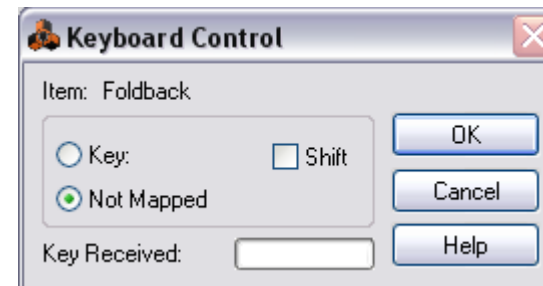 Keyboard Control
Item: Foldback
Key:
Shift
Not Mapped
Key Received:
OK
Cancel
Help